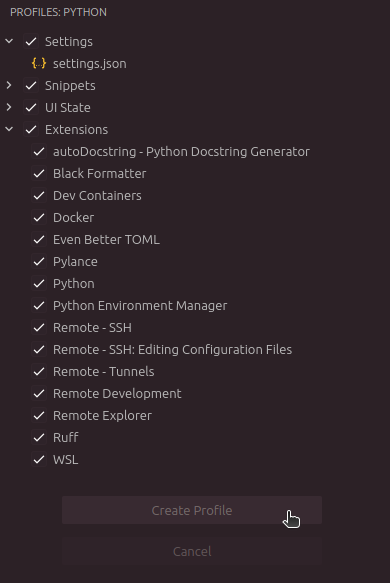 PROFILES: PYTHON
Settings
{..} settings.json
Snippets
UI State
Extensions
autoDocstring - Python Docstring Generator
Black Formatter
Dev Containers
Docker
Even Better TOML
Pylance
Python
Python Environment Manager
Remote - SSH
Remote - SSH: Editing Configuration Files
Remote - Tunnels
Remote Development
Remote Explorer
Ruff
WSL
Create Profile
Cancel